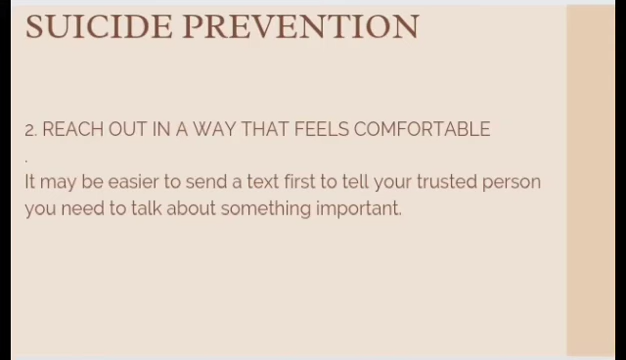 SUICIDE PREVENTION
2. REACH OUT IN A WAY THAT FEELS COMFORTABLE
.
It may be easier to send a text first to tell your trusted person
you need to talk about something important.